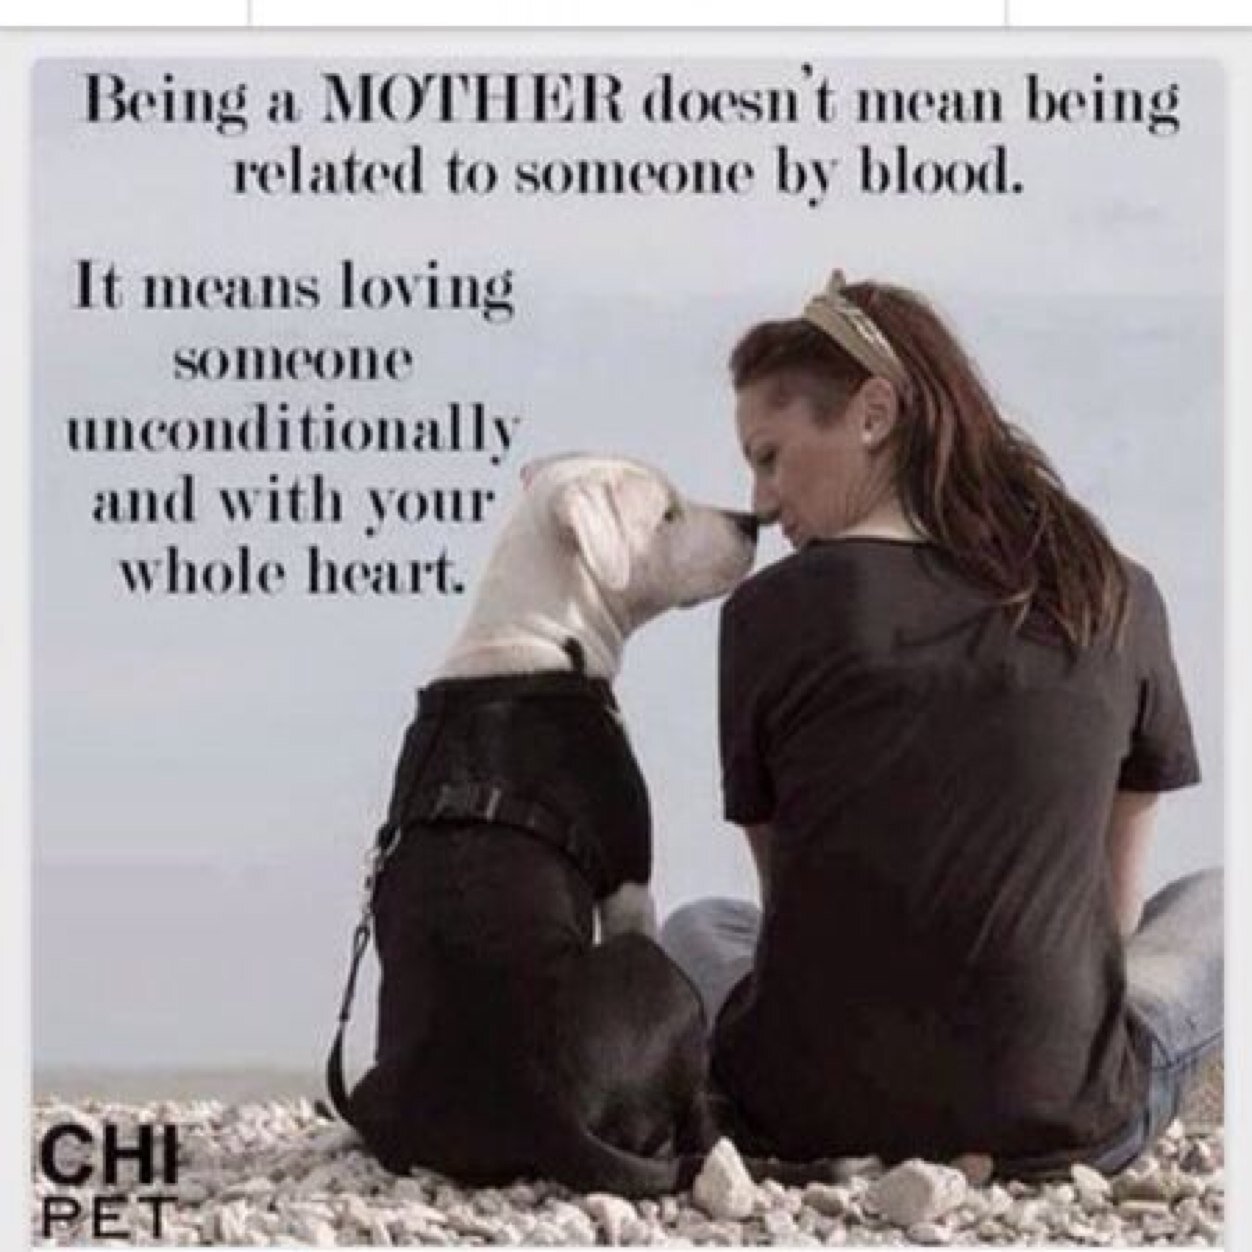 Being a MOTHER doesn't mean being
related to someone by blood.
It means loving
someone
unconditionally
and with your
whole heart.
CHI
PET